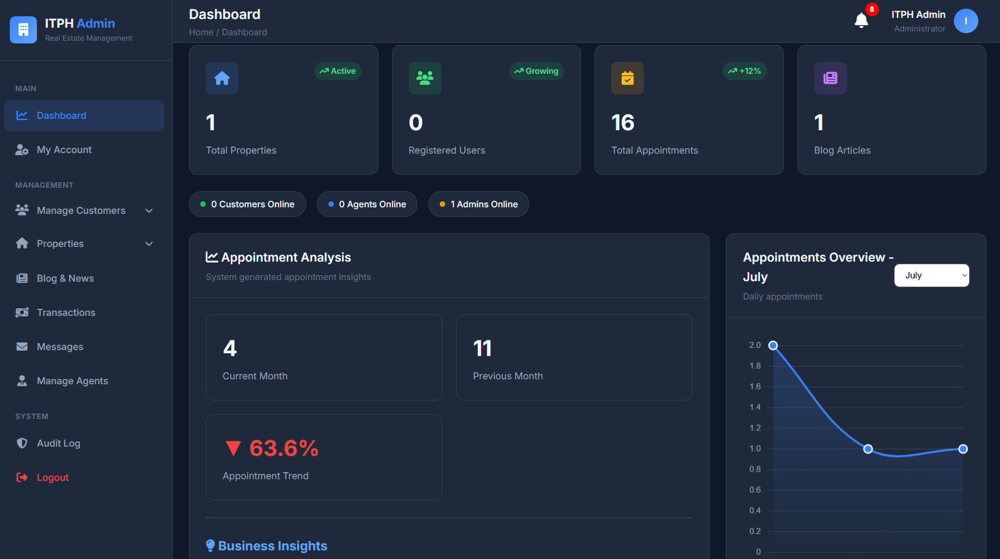 ITPH Admin
Real Estate Management
MAIN
Dashboard
My Account
MANAGEMENT
Manage Customers
Properties
Blog & News
Transactions
Messages
Manage Agents
SYSTEM
Audit Log
Logout
Dashboard
Home / Dashboard
8
ITPH Admin
Administrator
I
Active
1
Total Properties
Growing
0
Registered Users
+12%
16
Total Appointments
1
Blog Articles
0 Customers Online
0 Agents Online
1 Admins Online
Appointment Analysis
System generated appointment insights
4
Current Month
11
Previous Month
▼ 63.6%
Appointment Trend
Business Insights
Appointments Overview -
July
July
Daily appointments
2.0
1.8
1.6
1.4
1.2
1.0
0.8
0.6
0.4
0.2
0